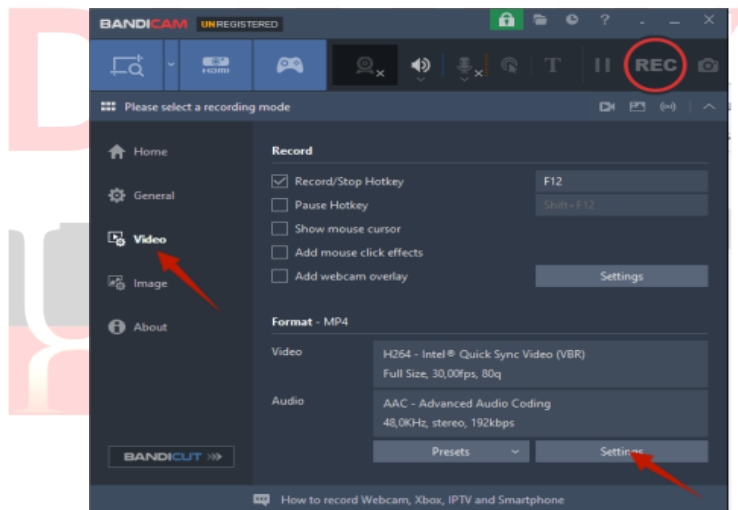 BANDICAM UNREGISTERED
HDMI
T
REC
Please select a recording mode
Home
General
Video
Image
About
BANDICUT
Record
Record/Stop Hotkey
F12
Pause Hotkey
Shift+F12
Show mouse cursor
Add mouse click effects
Add webcam overlay
Settings
Format - MP4
Video
H264 - Intel® Quick Sync Video (VBR)
Full Size, 30,00fps, 80q
Audio
AAC - Advanced Audio Coding
48,0KHz, stereo, 192kbps
Presets
Settings
How to record Webcam, Xbox, IPTV and Smartphone